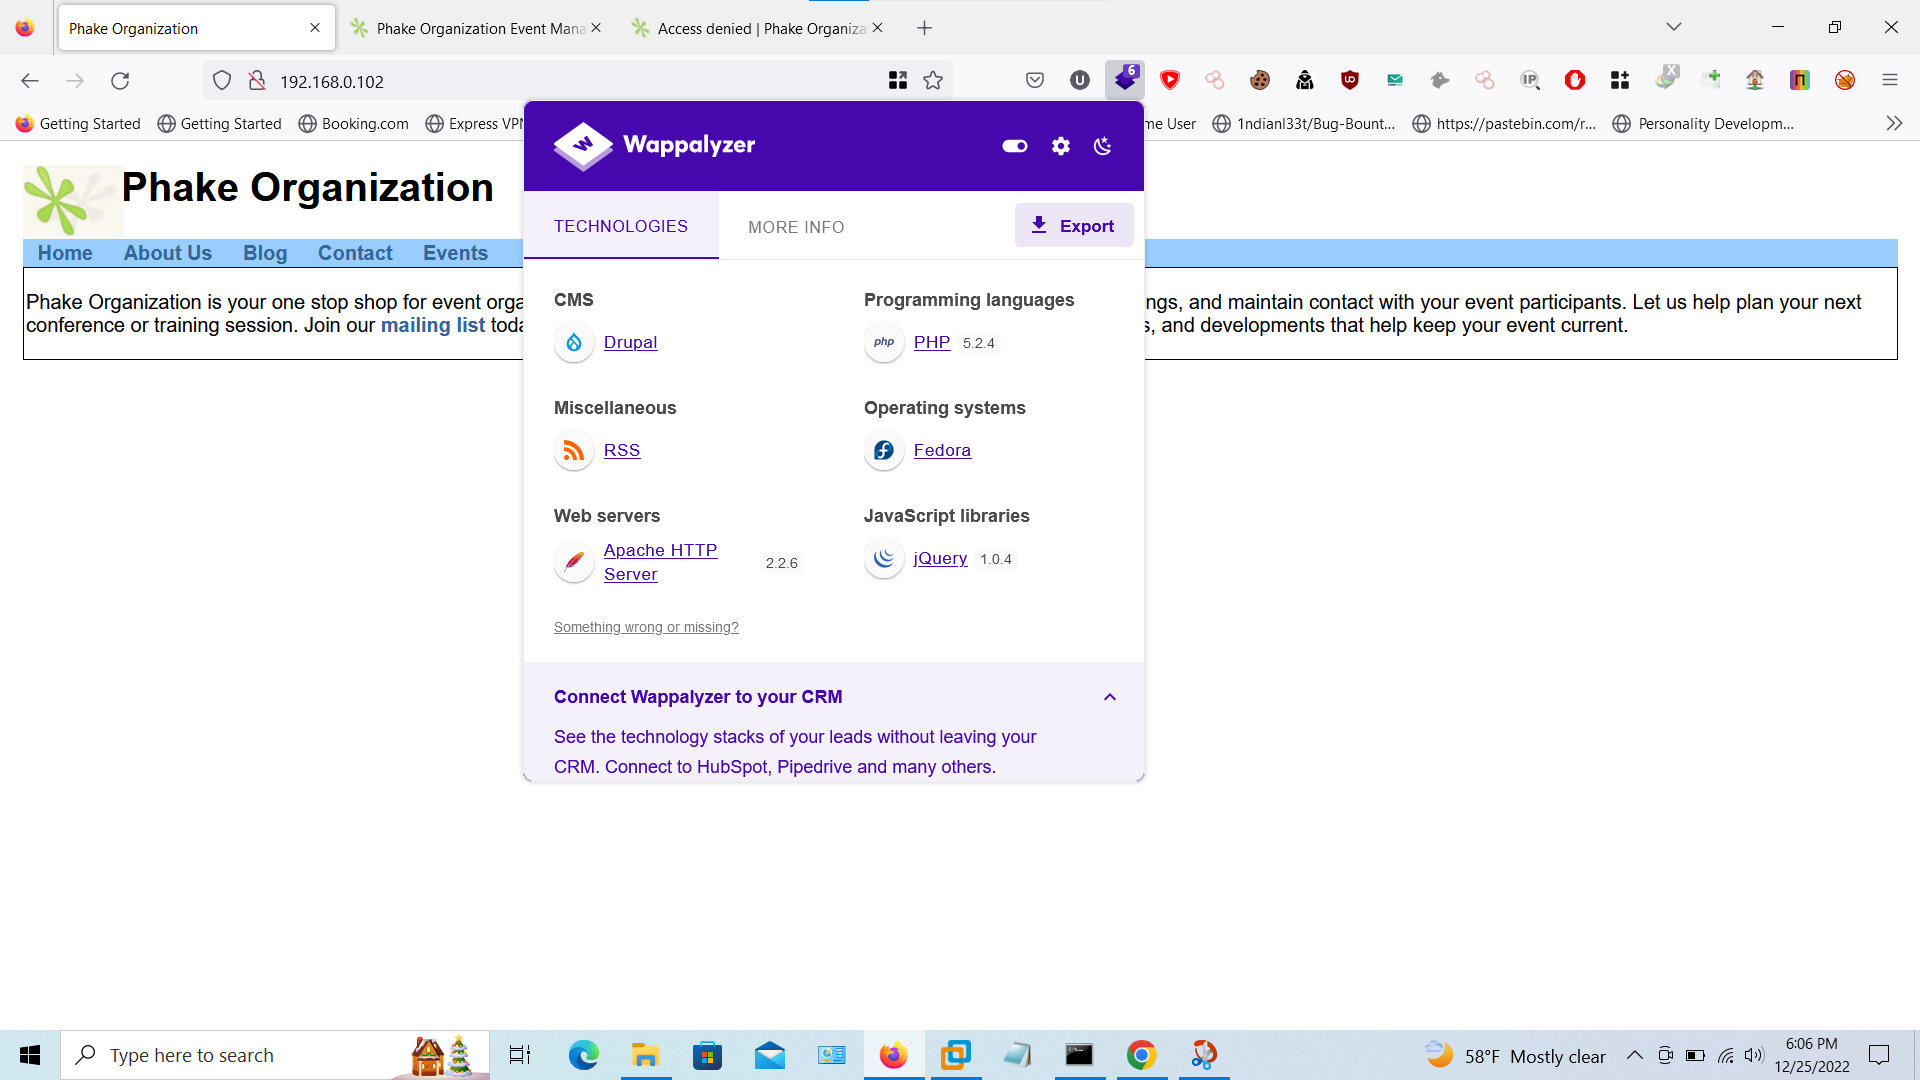 Phake Organization
Phake Organization Event Mana
Access denied | Phake Organiza
192.168.0.102
U
6
UO
IP
X
Getting Started
Getting Started
Booking.com
Express VPN
me User
1ndianl33t/Bug-Bount...
https://pastebin.com/r...
Personality Developm...
Phake Organization
Home
About Us
Blog
Contact
Events
Phake Organization is your one stop shop for event orga
ngs, and maintain contact with your event participants. Let us help plan your next
conference or training session. Join our mailing list toda
s, and developments that help keep your event current.
W
Wappalyzer
TECHNOLOGIES
MORE INFO
Export
CMS
Drupal
Programming languages
php
PHP
5.2.4
Miscellaneous
RSS
Operating systems
Fedora
Web servers
Apache HTTP
Server
2.2.6
JavaScript libraries
jQuery
1.0.4
Something wrong or missing?
Connect Wappalyzer to your CRM
See the technology stacks of your leads without leaving your
CRM. Connect to HubSpot, Pipedrive and many others.
Type here to search
58°F Mostly clear
6:06 PM
12/25/2022